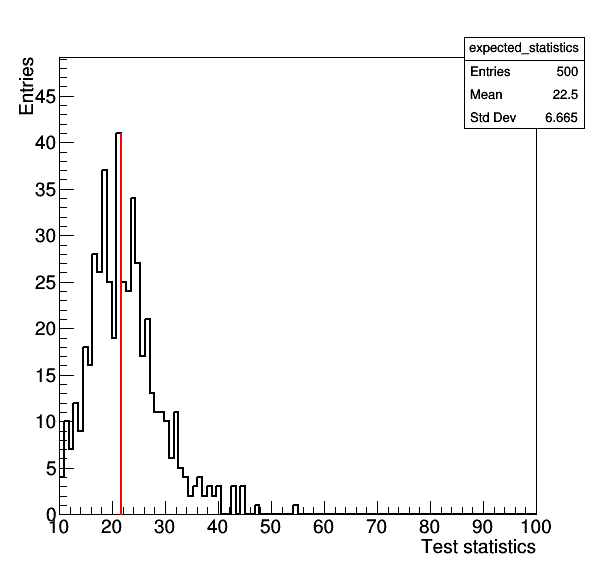 expected_statistics
Entries 500
Mean 22.5
Std Dev 6.665
Entries
45
40
35
30
25
20
15
10
5
0
10 20 30 40 50 60 70 80 90 100
Test statistics